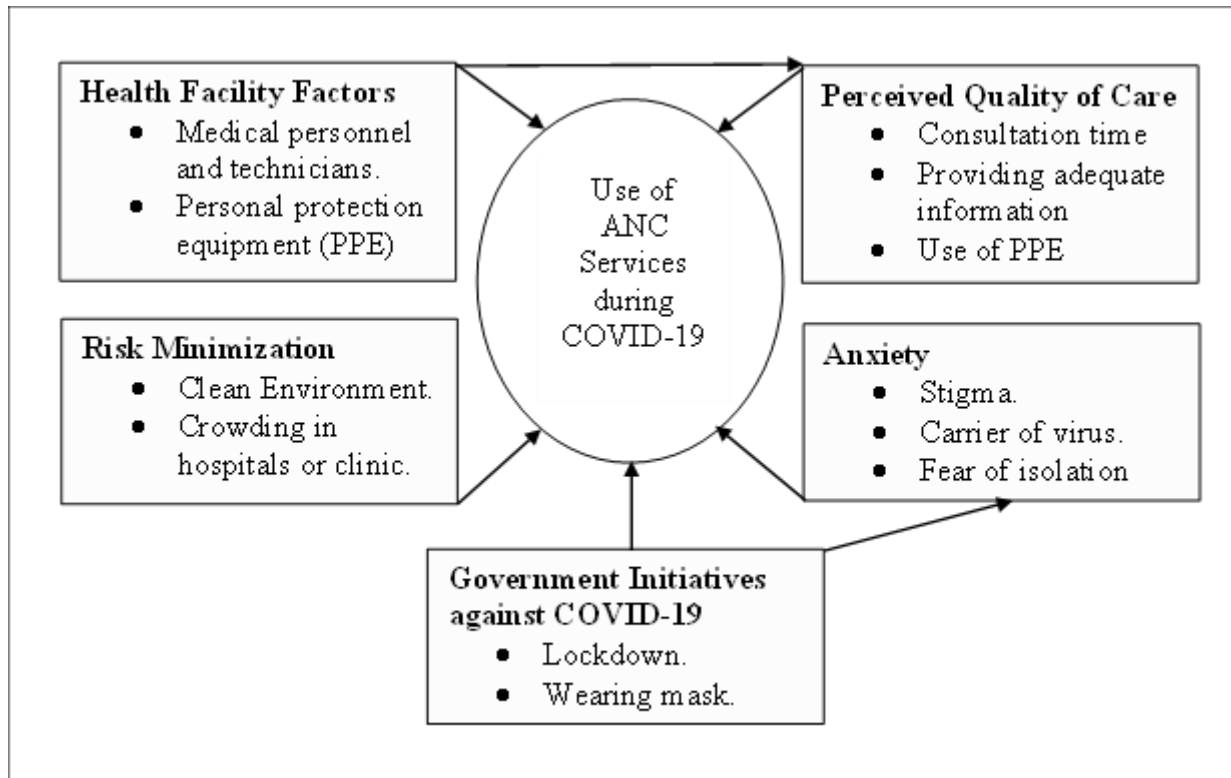 Health Facility Factors
● Medical personnel
and technicians.
● Personal protection
equipment (PPE)
Perceived Quality of Care
● Consultation time
● Providing adequate
information
● Use of PPE
Use of
ANC
Services
during
COVID-19
Risk Minimization
● Clean Environment.
● Crowding in
hospitals or clinic.
Anxiety
● Stigma.
● Carrier of virus.
● Fear of isolation
Government Initiatives
against COVID-19
● Lockdown.
● Wearing mask.